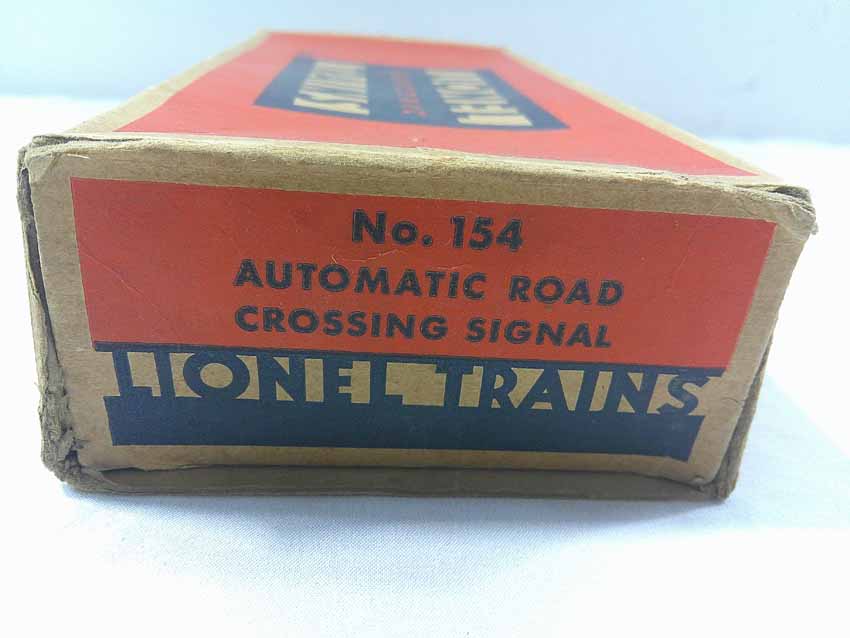 No. 154
AUTOMATIC ROAD
CROSSING SIGNAL
LIONEL TRAINS